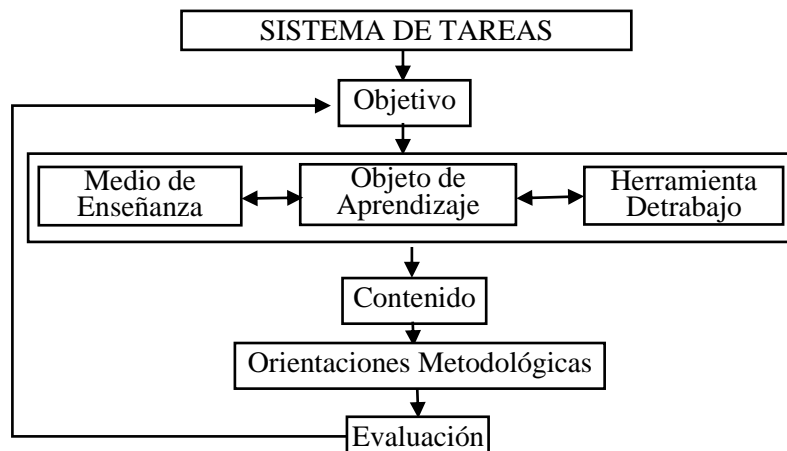 SISTEMA DE TAREAS
Objetivo
Medio de
Enseñanza
Objeto de
Aprendizaje
Herramienta
Detrabajo
Contenido
Orientaciones Metodológicas
Evaluación